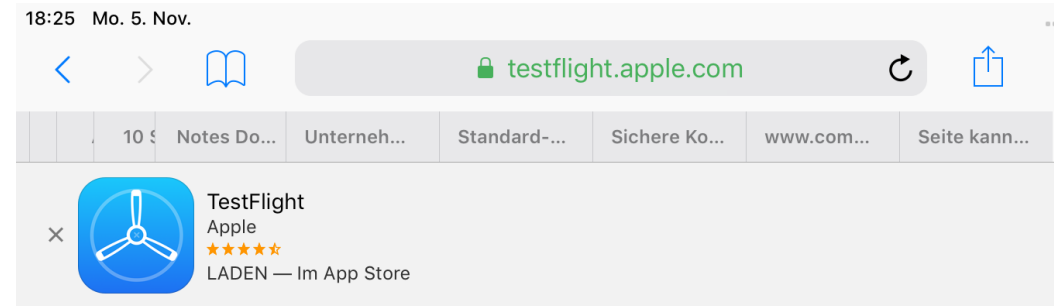 18:25 Mo. 5. Nov.
testflight.apple.com
10 Notes Do... Unterneh... Standard-... Sichere Ko... www.com... Seite kann...
TestFlight
Apple
LADEN — Im App Store